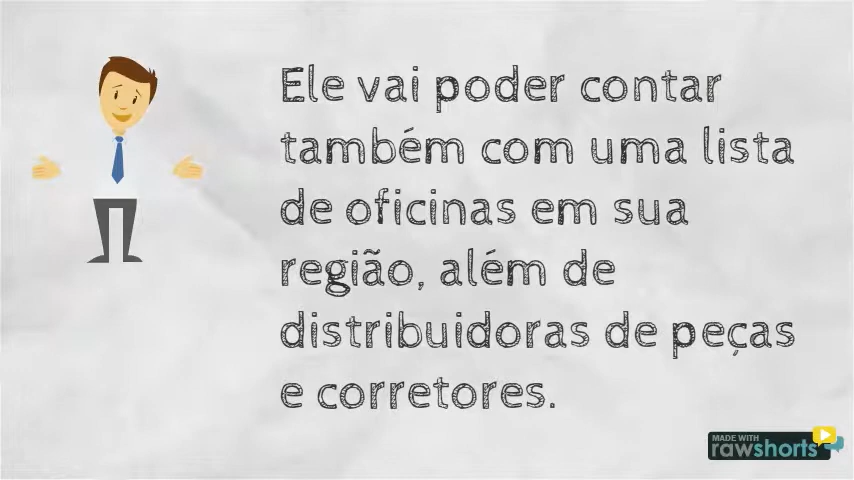 Ele vai poder contar
também com uma lista
de oficinas em sua
região, além de
distribuidoras de peças
e corretores.
MADE WITH
rawshorts